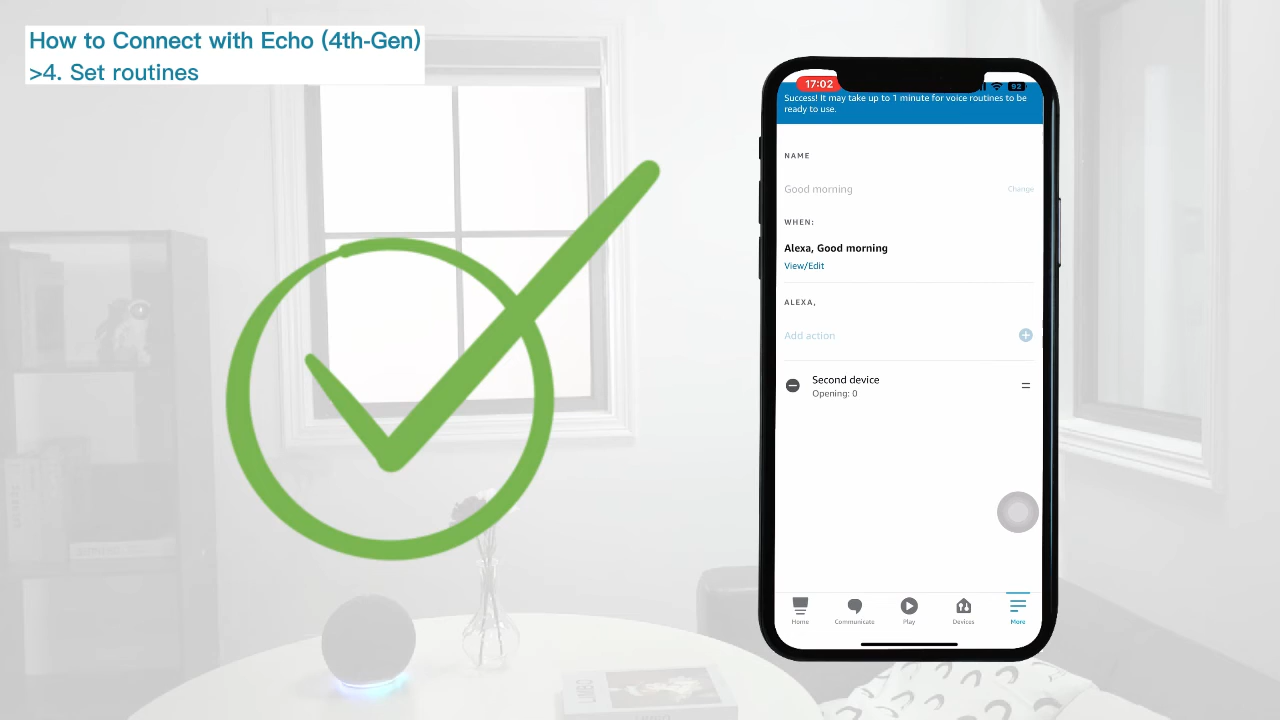 How to Connect with Echo (4th-Gen)
>4. Set routines
17:02
92
Success! It may take up to 1 minute for voice routines to be
ready to use.
NAME
Good morning
Change
WHEN:
Alexa, Good morning
View/Edit
ALEXA,
Add action
Second device
Opening: 0
Home
Communicate
Play
Devices
More